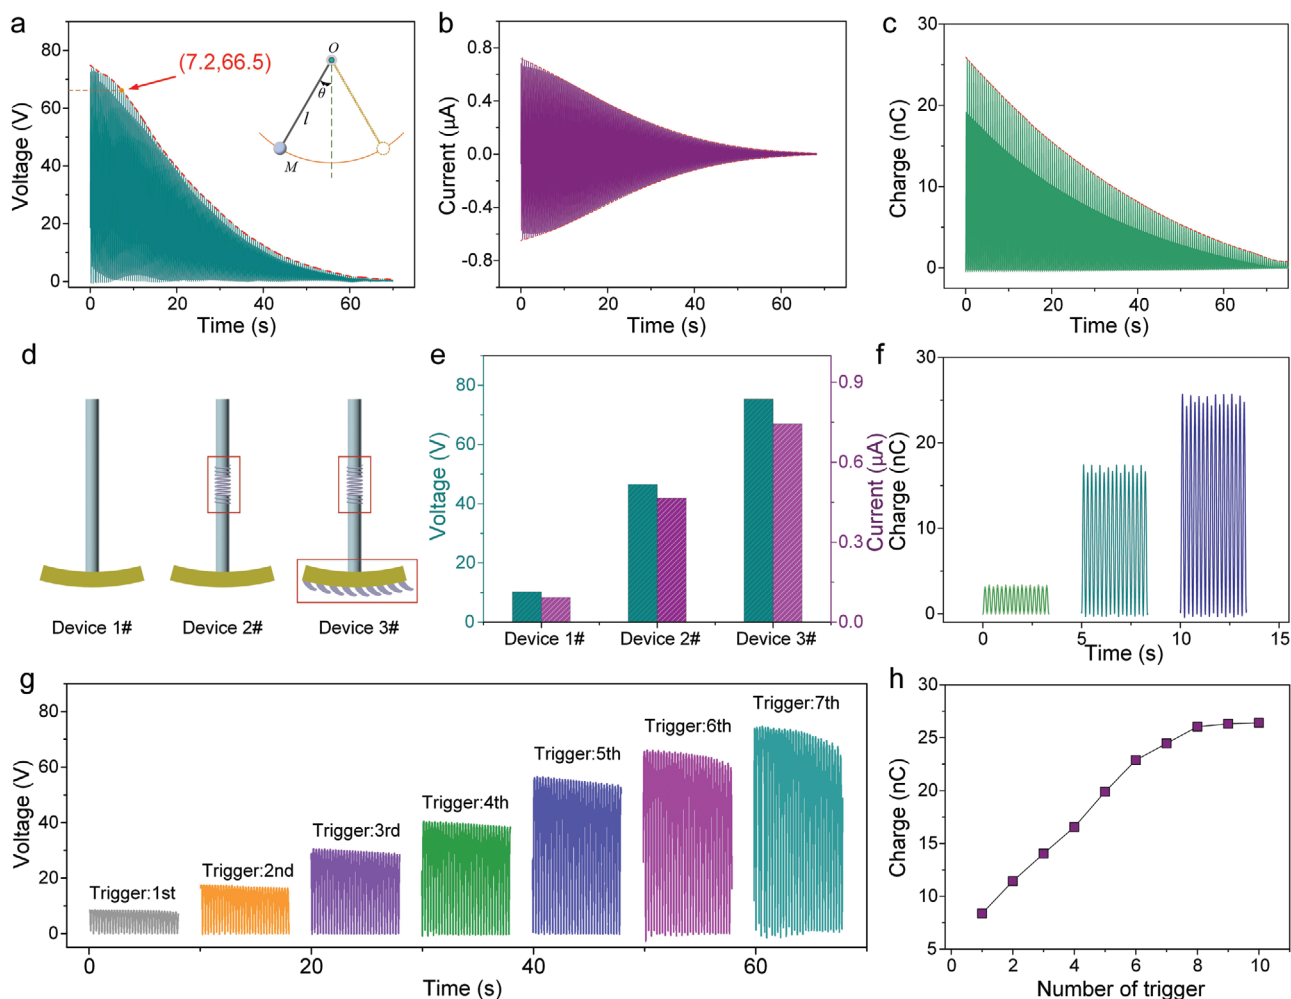 a
80
60
40
20
0
Voltage (V)
0
20
40
60
Time (s)
(7.2,66.5)
O
θ
l
M
b
0.8
0.4
0.0
-0.4
-0.8
Current (μA)
0
20
40
60
Time (s)
c
30
20
10
0
Charge (nC)
0
20
40
60
Time (s)
d
Device 1#
Device 2#
Device 3#
e
80
60
40
20
0
Voltage (V)
0.9
0.6
0.3
0.0
Current (μA)
Device 1#
Device 2#
Device 3#
f
30
20
10
0
Charge (nC)
0
5
10
15
Time (s)
g
80
60
40
20
0
Voltage (V)
Trigger:1st
Trigger:2nd
Trigger:3rd
Trigger:4th
Trigger:5th
Trigger:6th
Trigger:7th
0
20
40
60
Time (s)
h
30
25
20
15
10
5
Charge (nC)
0
2
4
6
8
10
Number of trigger